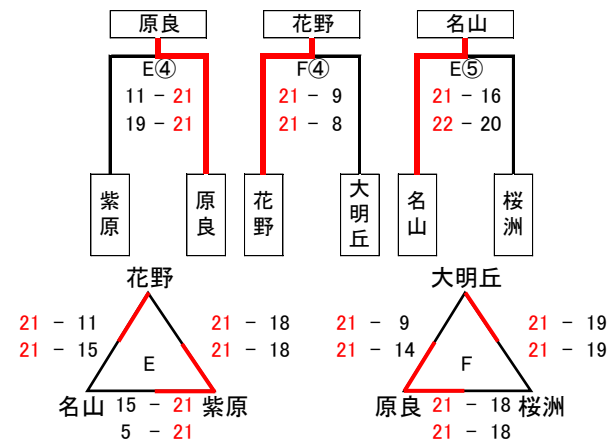 原良 花野 名山
E④ F④ E⑤
11 - 21 21 - 9 21 - 16
19 - 21 21 - 8 22 - 20
紫原 原良 花野 大明丘 名山 桜洲
花野 大明丘
21 - 11 21 - 18 21 - 9 21 - 19
21 - 15 21 - 18 21 - 14 21 - 19
E F
名山 15 - 21 紫原 原良 21 - 18 桜洲
5 - 21 21 - 18